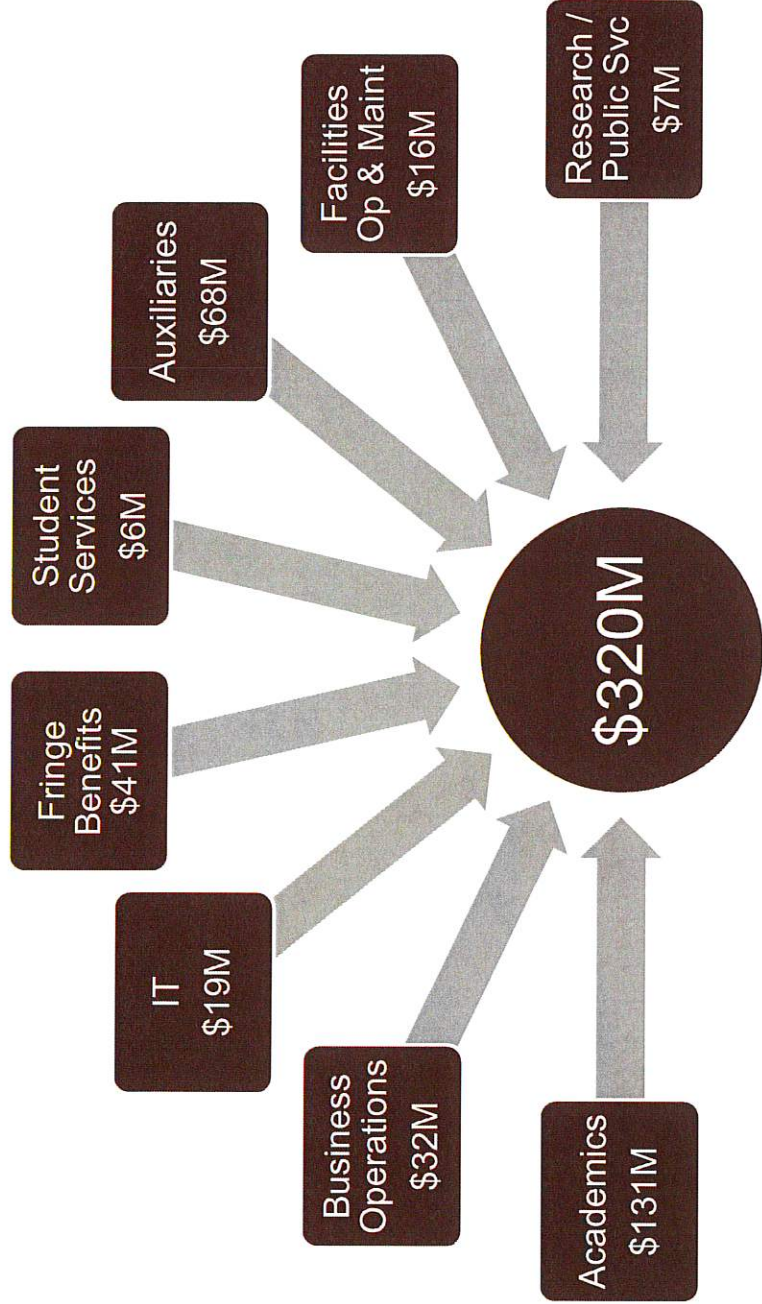 Academics
$131M
Business
Operations
$32M
IT
$19M
Fringe
Benefits
$41M
Student
Services
$6M
Auxiliaries
$68M
Facilities
Op & Maint
$16M
Research /
Public Svc
$7M
$320M